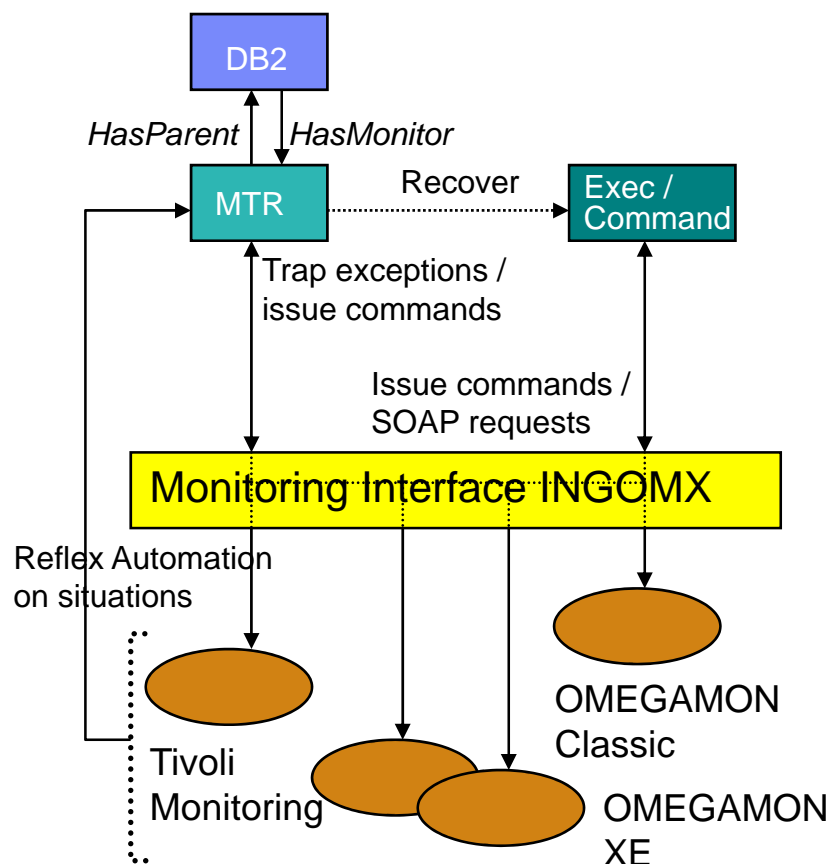 DB2
HasParent
HasMonitor
MTR
Recover
Exec /
Command
Trap exceptions /
issue commands
Issue commands /
SOAP requests
Monitoring Interface INGOMX
Reflex Automation
on situations
OMEGAMON
Classic
Tivoli
Monitoring
OMEGAMON
XE